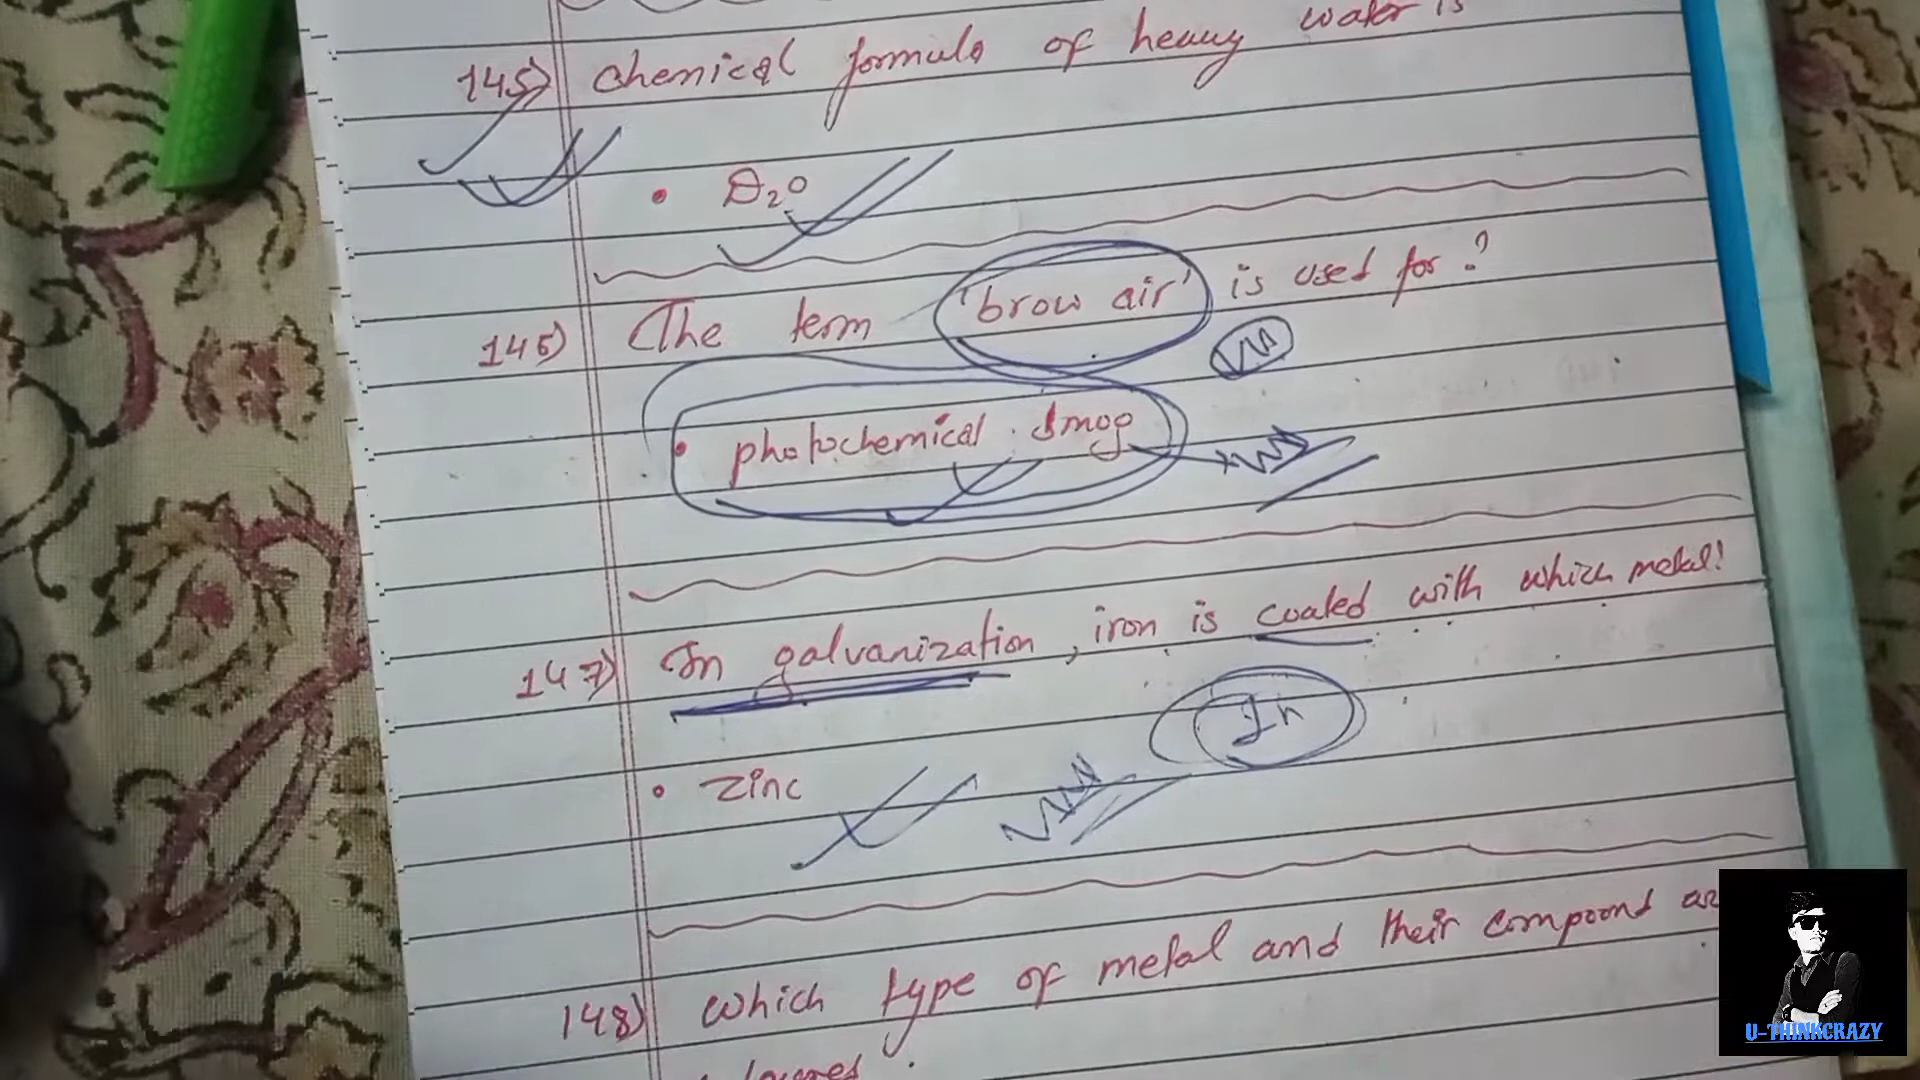 145) Chemical formula of heavy water is
• D₂O
146) The term 'brow air' is used for?
• photochemical smog
147) In galvanization, iron is coated with which metal?
Zn
• Zinc
148) Which type of metal and their compound are
U-THINKCRAZY